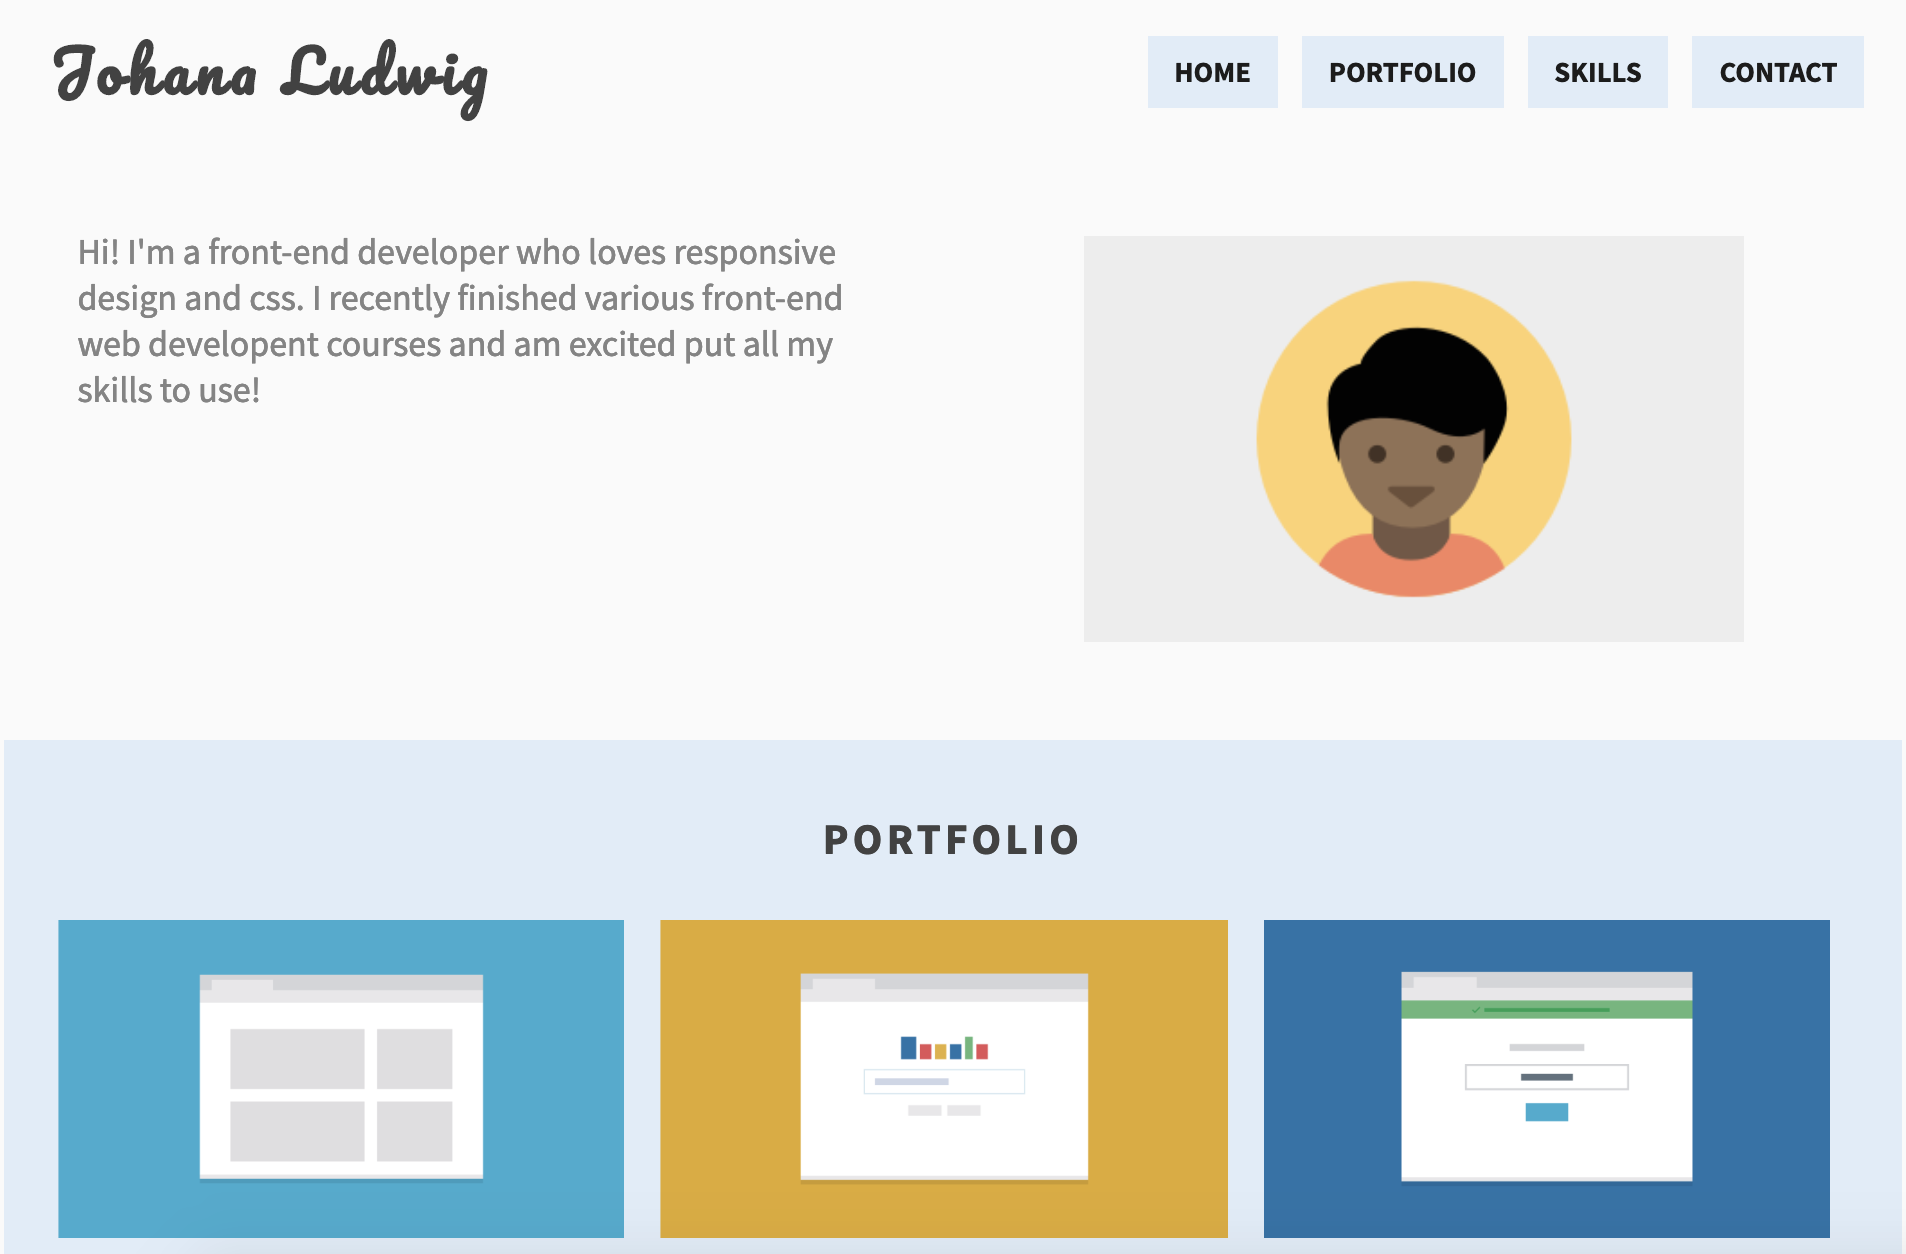 Johana Ludwig
HOME PORTFOLIO SKILLS CONTACT
Hi! I'm a front-end developer who loves responsive
design and css. I recently finished various front-end
web developent courses and am excited put all my
skills to use!
PORTFOLIO